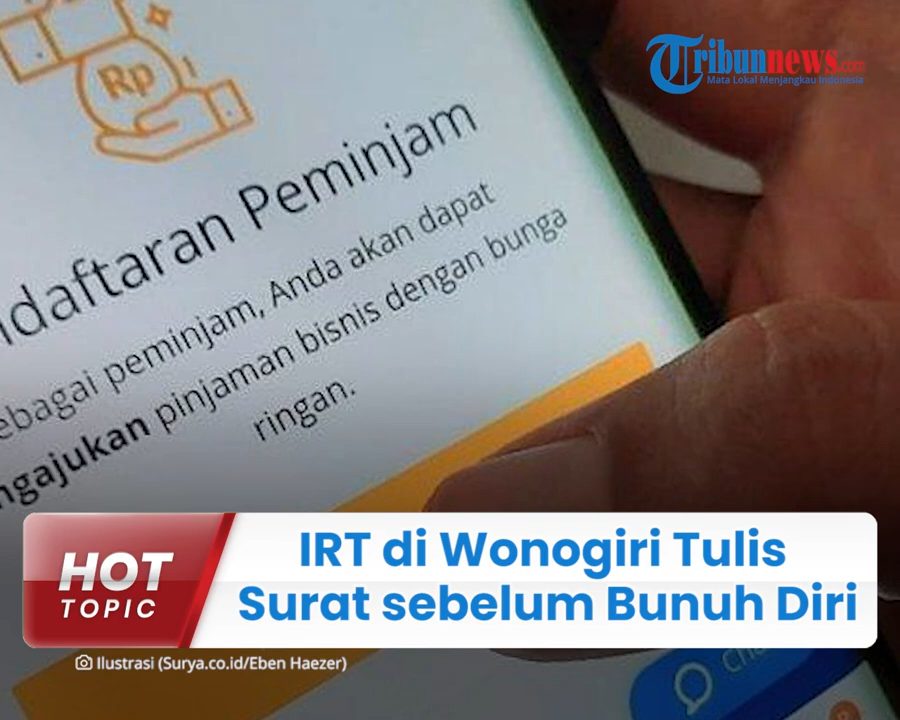 Rp
Tribunnews.com
Mata Lokal Menjangkau Indonesia
ndaftaran Peminjam
ebagai peminjam, Anda akan dapat
ngajukan pinjaman bisnis dengan bunga
ringan.
HOT
TOPIC
IRT di Wonogiri Tulis
Surat sebelum Bunuh Diri
Ilustrasi (Surya.co.id/Eben Haezer)